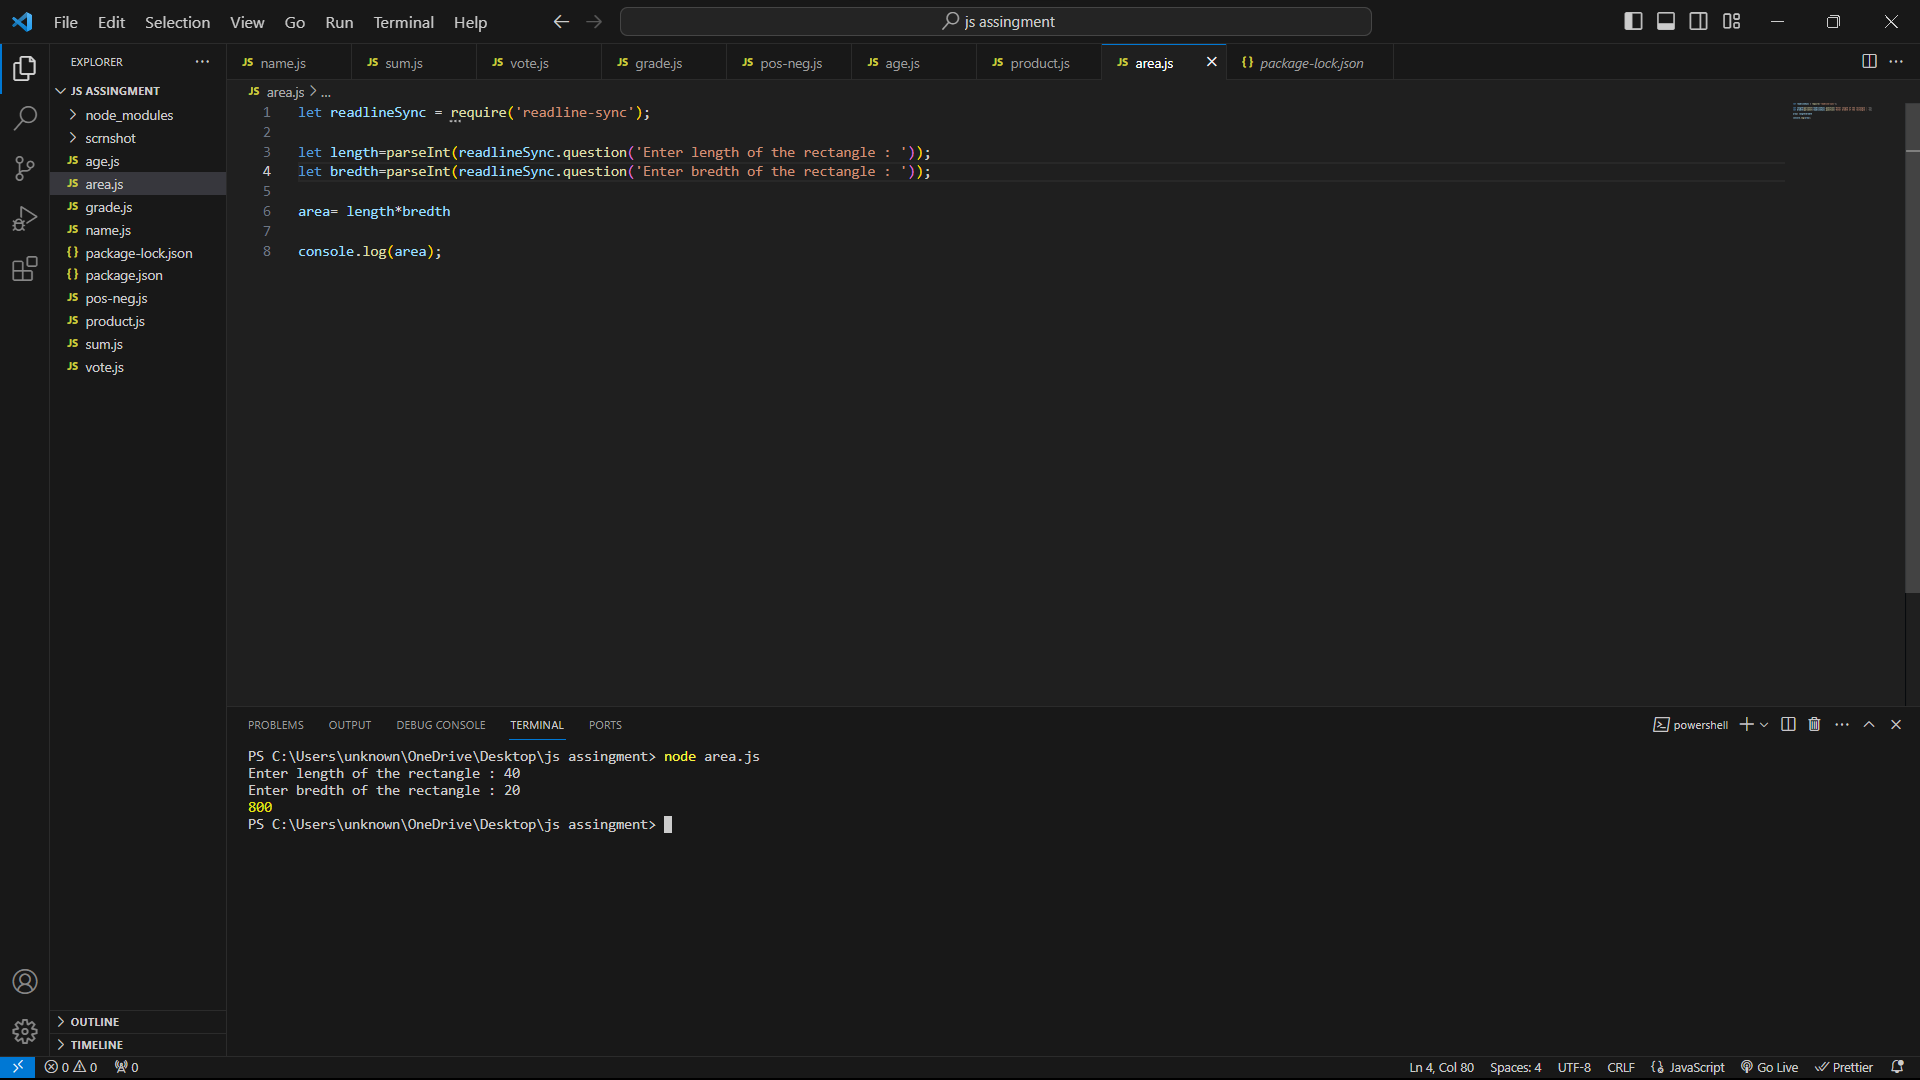 File Edit Selection View Go Run Terminal Help
js assingment
EXPLORER
JS ASSINGMENT
node_modules
scrnshot
JS age.js
JS area.js
JS grade.js
JS name.js
{} package-lock.json
{} package.json
JS pos-neg.js
JS product.js
JS sum.js
JS vote.js
OUTLINE
TIMELINE
JS name.js JS sum.js JS vote.js JS grade.js JS pos-neg.js JS age.js JS product.js JS area.js {} package-lock.json
JS area.js > ...
1 let readlineSync = require('readline-sync');
2
3 let length=parseInt(readlineSync.question('Enter length of the rectangle : '));
4 let bredth=parseInt(readlineSync.question('Enter bredth of the rectangle : '));
5
6 area= length*bredth
7
8 console.log(area);
PROBLEMS OUTPUT DEBUG CONSOLE TERMINAL PORTS
powershell
PS C:\Users\unknown\OneDrive\Desktop\js assingment> node area.js
Enter length of the rectangle : 40
Enter bredth of the rectangle : 20
800
PS C:\Users\unknown\OneDrive\Desktop\js assingment>
0 0 0 Ln 4, Col 80 Spaces: 4 UTF-8 CRLF {} JavaScript Go Live Prettier